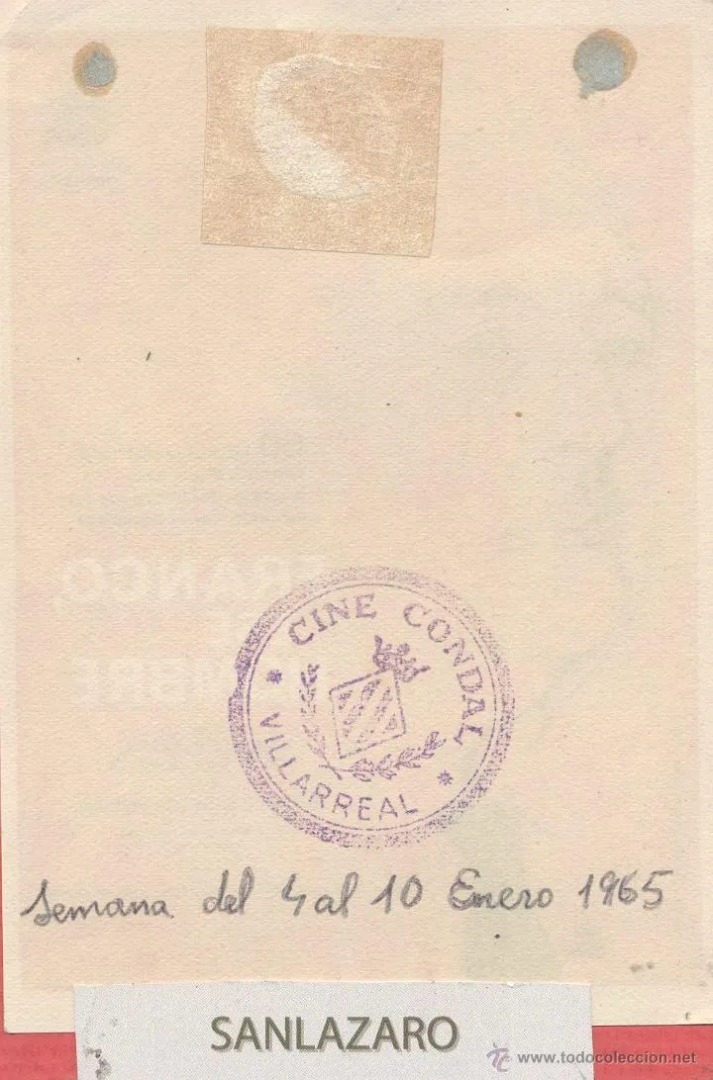 CINE CONDAL
VILLARREAL
Semana del 4 al 10 Enero 1965
SANLAZARO
www.todocoleccion.net